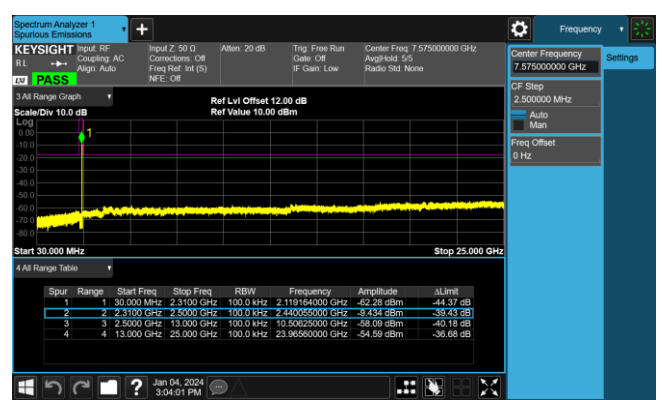 Spectrum Analyzer 1
Spurious Emissions
Frequency
KEYSIGHT
RL
LXI
PASS
Input: RF
Coupling: AC
Align: Auto
Input Z: 50 Ω
Corrections: Off
Freq Ref: Int (S)
NFE: Off
Atten: 20 dB
Trig: Free Run
Gate: Off
IF Gain: Low
Center Freq: 7.575000000 GHz
Avg|Hold: 5/5
Radio Std: None
Center Frequency
7.575000000 GHz
Settings
CF Step
2.500000 MHz
Auto
Man
Freq Offset
0 Hz
3 All Range Graph
Scale/Div 10.0 dB
Ref Lvl Offset 12.00 dB
Ref Value 10.00 dBm
Log
0.00
-10.0
-20.0
-30.0
-40.0
-50.0
-60.0
-70.0
-80.0
1
Start 30.000 MHz
Stop 25.000 GHz
4 All Range Table
Spur Range Start Freq Stop Freq RBW Frequency Amplitude ΔLimit
1 1 30.000 MHz 2.3100 GHz 100.0 kHz 2.119164000 GHz -62.28 dBm -44.37 dB
2 2 2.3100 GHz 2.5000 GHz 100.0 kHz 2.440055000 GHz -9.434 dBm -39.43 dB
3 3 2.5000 GHz 13.000 GHz 100.0 kHz 10.50625000 GHz -58.09 dBm -40.18 dB
4 4 13.000 GHz 25.000 GHz 100.0 kHz 23.96560000 GHz -54.59 dBm -36.68 dB
Jan 04, 2024
3:04:01 PM